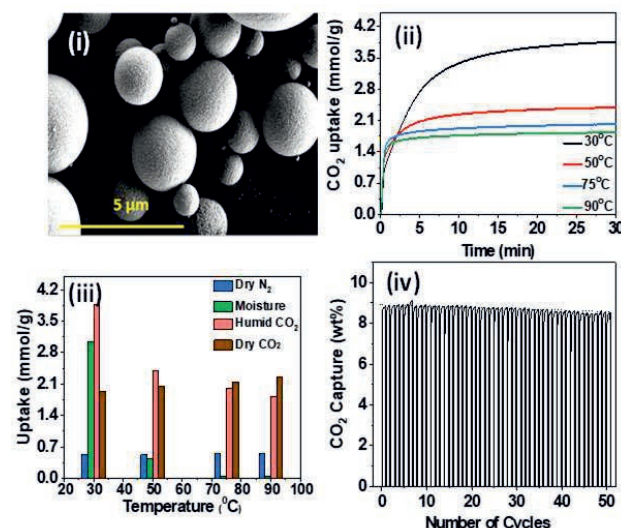 (i)
5 µm
(ii)
CO₂ uptake (mmol/g)
4.2
3.5
2.8
2.1
1.4
0.7
0.0
30°C
50°C
75°C
90°C
0 5 10 15 20 25 30
Time (min)
(iii)
Uptake (mmol/g)
4.2
3.5
2.8
2.1
1.4
0.7
0.0
Dry N₂
Moisture
Humid CO₂
Dry CO₂
20 30 40 50 60 70 80 90 100
Temperature (°C)
(iv)
CO₂ Capture (wt%)
10
8
6
4
2
0
0 10 20 30 40 50
Number of Cycles